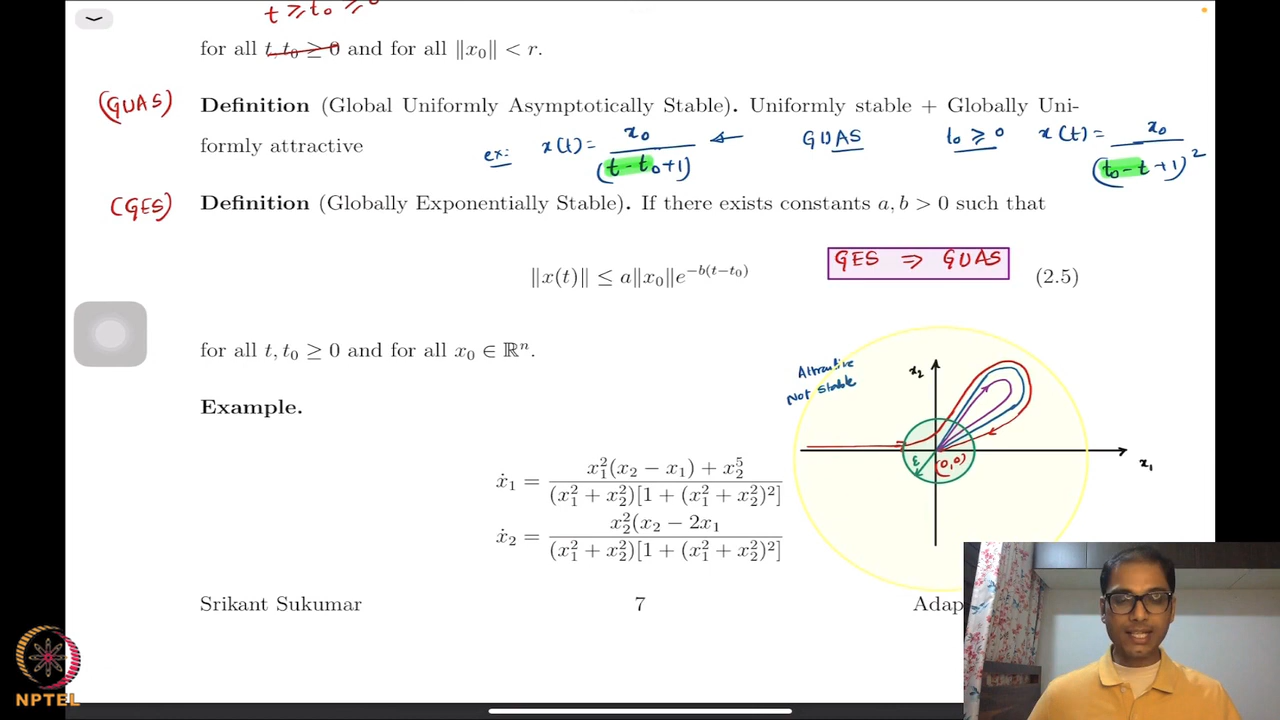 t ≥ t₀ ≥ 0
for all t, t₀ ≥ 0 and for all ‖x₀‖ < r.
(GUAS) Definition (Global Uniformly Asymptotically Stable). Uniformly stable + Globally Uni-
formly attractive
ex: x(t) = x₀ / (t - t₀ + 1) ← GUAS t₀ ≥ 0 x(t) = x₀ / (t₀ - t + 1)²
(GES) Definition (Globally Exponentially Stable). If there exists constants a, b > 0 such that
GES ⇒ GUAS
‖x(t)‖ ≤ a‖x₀‖e^{−b(t−t₀)} (2.5)
for all t, t₀ ≥ 0 and for all x₀ ∈ ℝⁿ.
Attractive
Not stable
x₂
Example.
x₁
ε
(0,0)
ẋ₁ = x₁²(x₂ − x₁) + x₂⁵ / (x₁² + x₂²)[1 + (x₁² + x₂²)²]
ẋ₂ = x₂²(x₂ − 2x₁ / (x₁² + x₂²)[1 + (x₁² + x₂²)²]
Srikant Sukumar 7 Adap
NPTEL